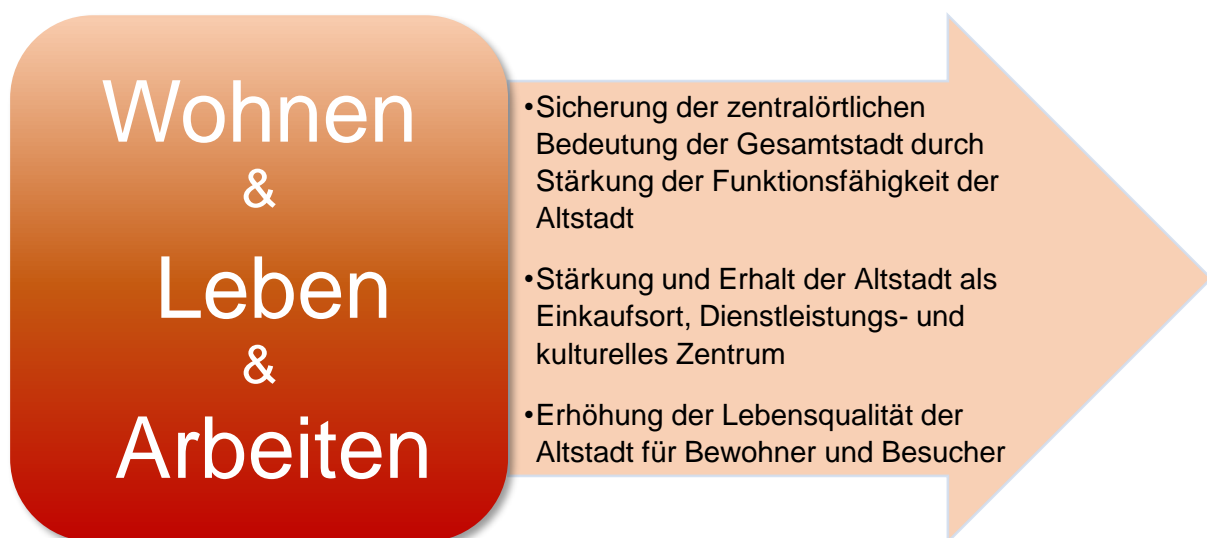 Wohnen
&
Leben
&
Arbeiten
•Sicherung der zentralörtlichen
Bedeutung der Gesamtstadt durch
Stärkung der Funktionsfähigkeit der
Altstadt
•Stärkung und Erhalt der Altstadt als
Einkaufsort, Dienstleistungs- und
kulturelles Zentrum
•Erhöhung der Lebensqualität der
Altstadt für Bewohner und Besucher